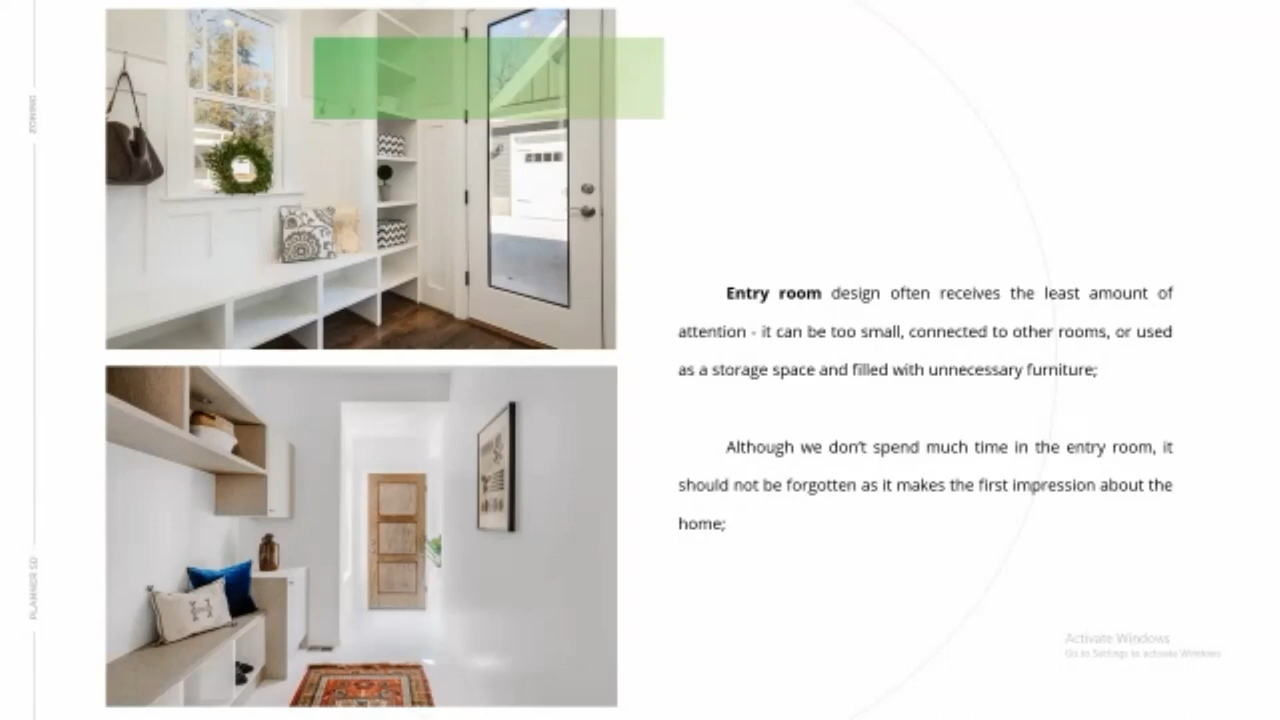 ZONING
PLANNER 5D
Entry room design often receives the least amount of
attention - it can be too small, connected to other rooms, or used
as a storage space and filled with unnecessary furniture;
Although we don't spend much time in the entry room, it
should not be forgotten as it makes the first impression about the
home;
Activate Windows
Go to Settings to activate Windows